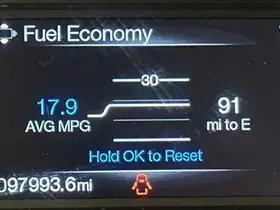 Fuel Economy
30
17.9
AVG MPG
91
mi to E
Hold OK to Reset
097993.6mi